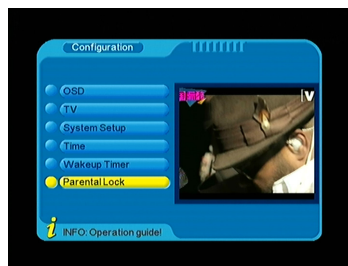 Configuration
OSD
TV
System Setup
Time
Wakeup Timer
Parental Lock
V
i INFO: Operation guide!